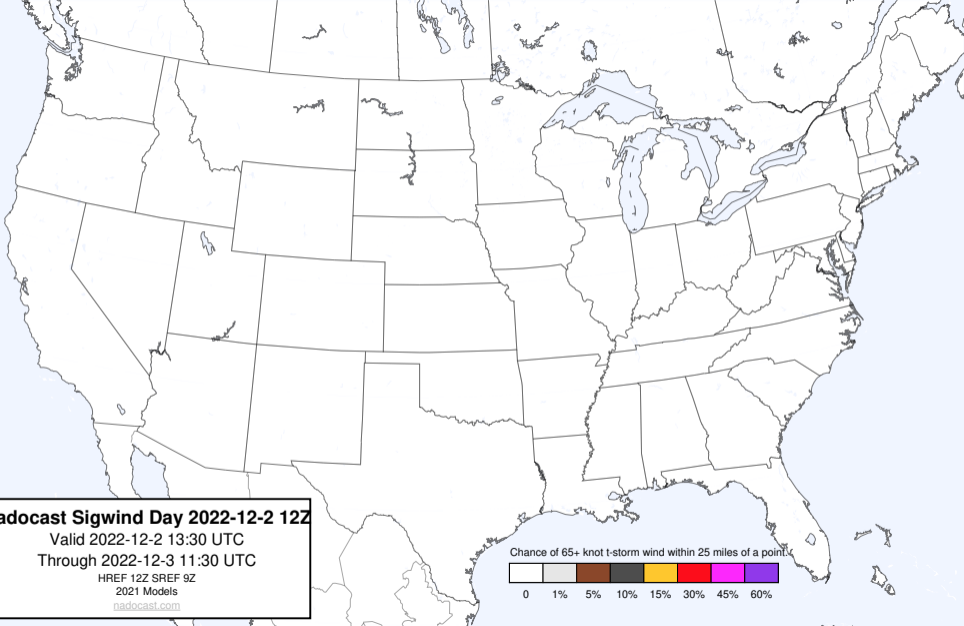 adocast Sigwind Day 2022-12-2 12Z
Valid 2022-12-2 13:30 UTC
Through 2022-12-3 11:30 UTC
HREF 12Z SREF 9Z
2021 Models
nadocast.com
Chance of 65+ knot t-storm wind within 25 miles of a point.
0 1% 5% 10% 15% 30% 45% 60%